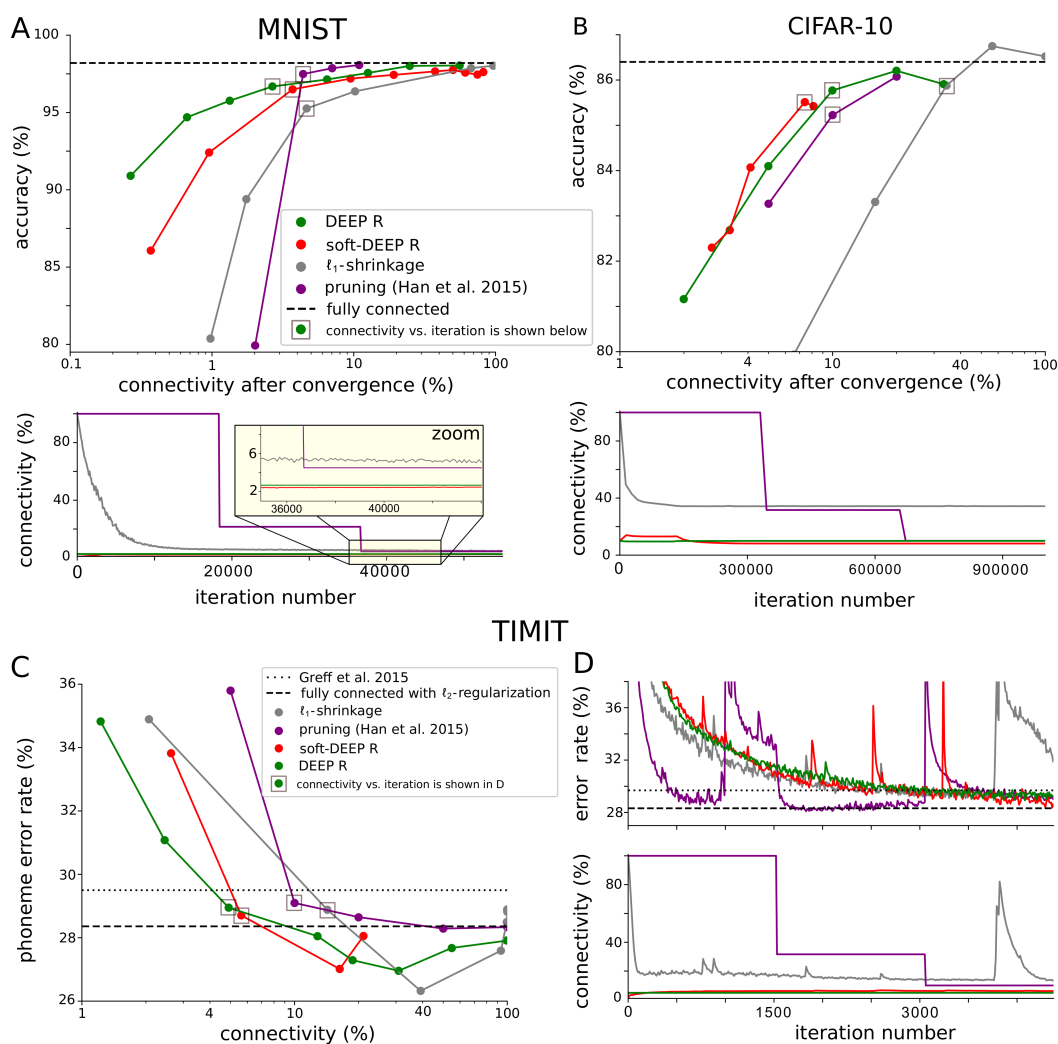 A
MNIST
100
95
90
85
80
accuracy (%)
0.1
1
10
100
connectivity after convergence (%)
DEEP R
soft-DEEP R
ℓ₁-shrinkage
pruning (Han et al. 2015)
fully connected
connectivity vs. iteration is shown below
B
CIFAR-10
86
84
82
80
accuracy (%)
1
4
10
40
100
connectivity after convergence (%)
connectivity (%)
80
40
0
zoom
6
2
36000
40000
0
20000
40000
iteration number
connectivity (%)
80
40
0
0
300000
600000
900000
iteration number
TIMIT
C
36
34
32
30
28
26
phoneme error rate (%)
1
4
10
40
100
connectivity (%)
Greff et al. 2015
fully connected with ℓ₂-regularization
ℓ₁-shrinkage
pruning (Han et al. 2015)
soft-DEEP R
DEEP R
connectivity vs. iteration is shown in D
D
error rate (%)
36
32
28
connectivity (%)
80
40
0
0
1500
3000
iteration number